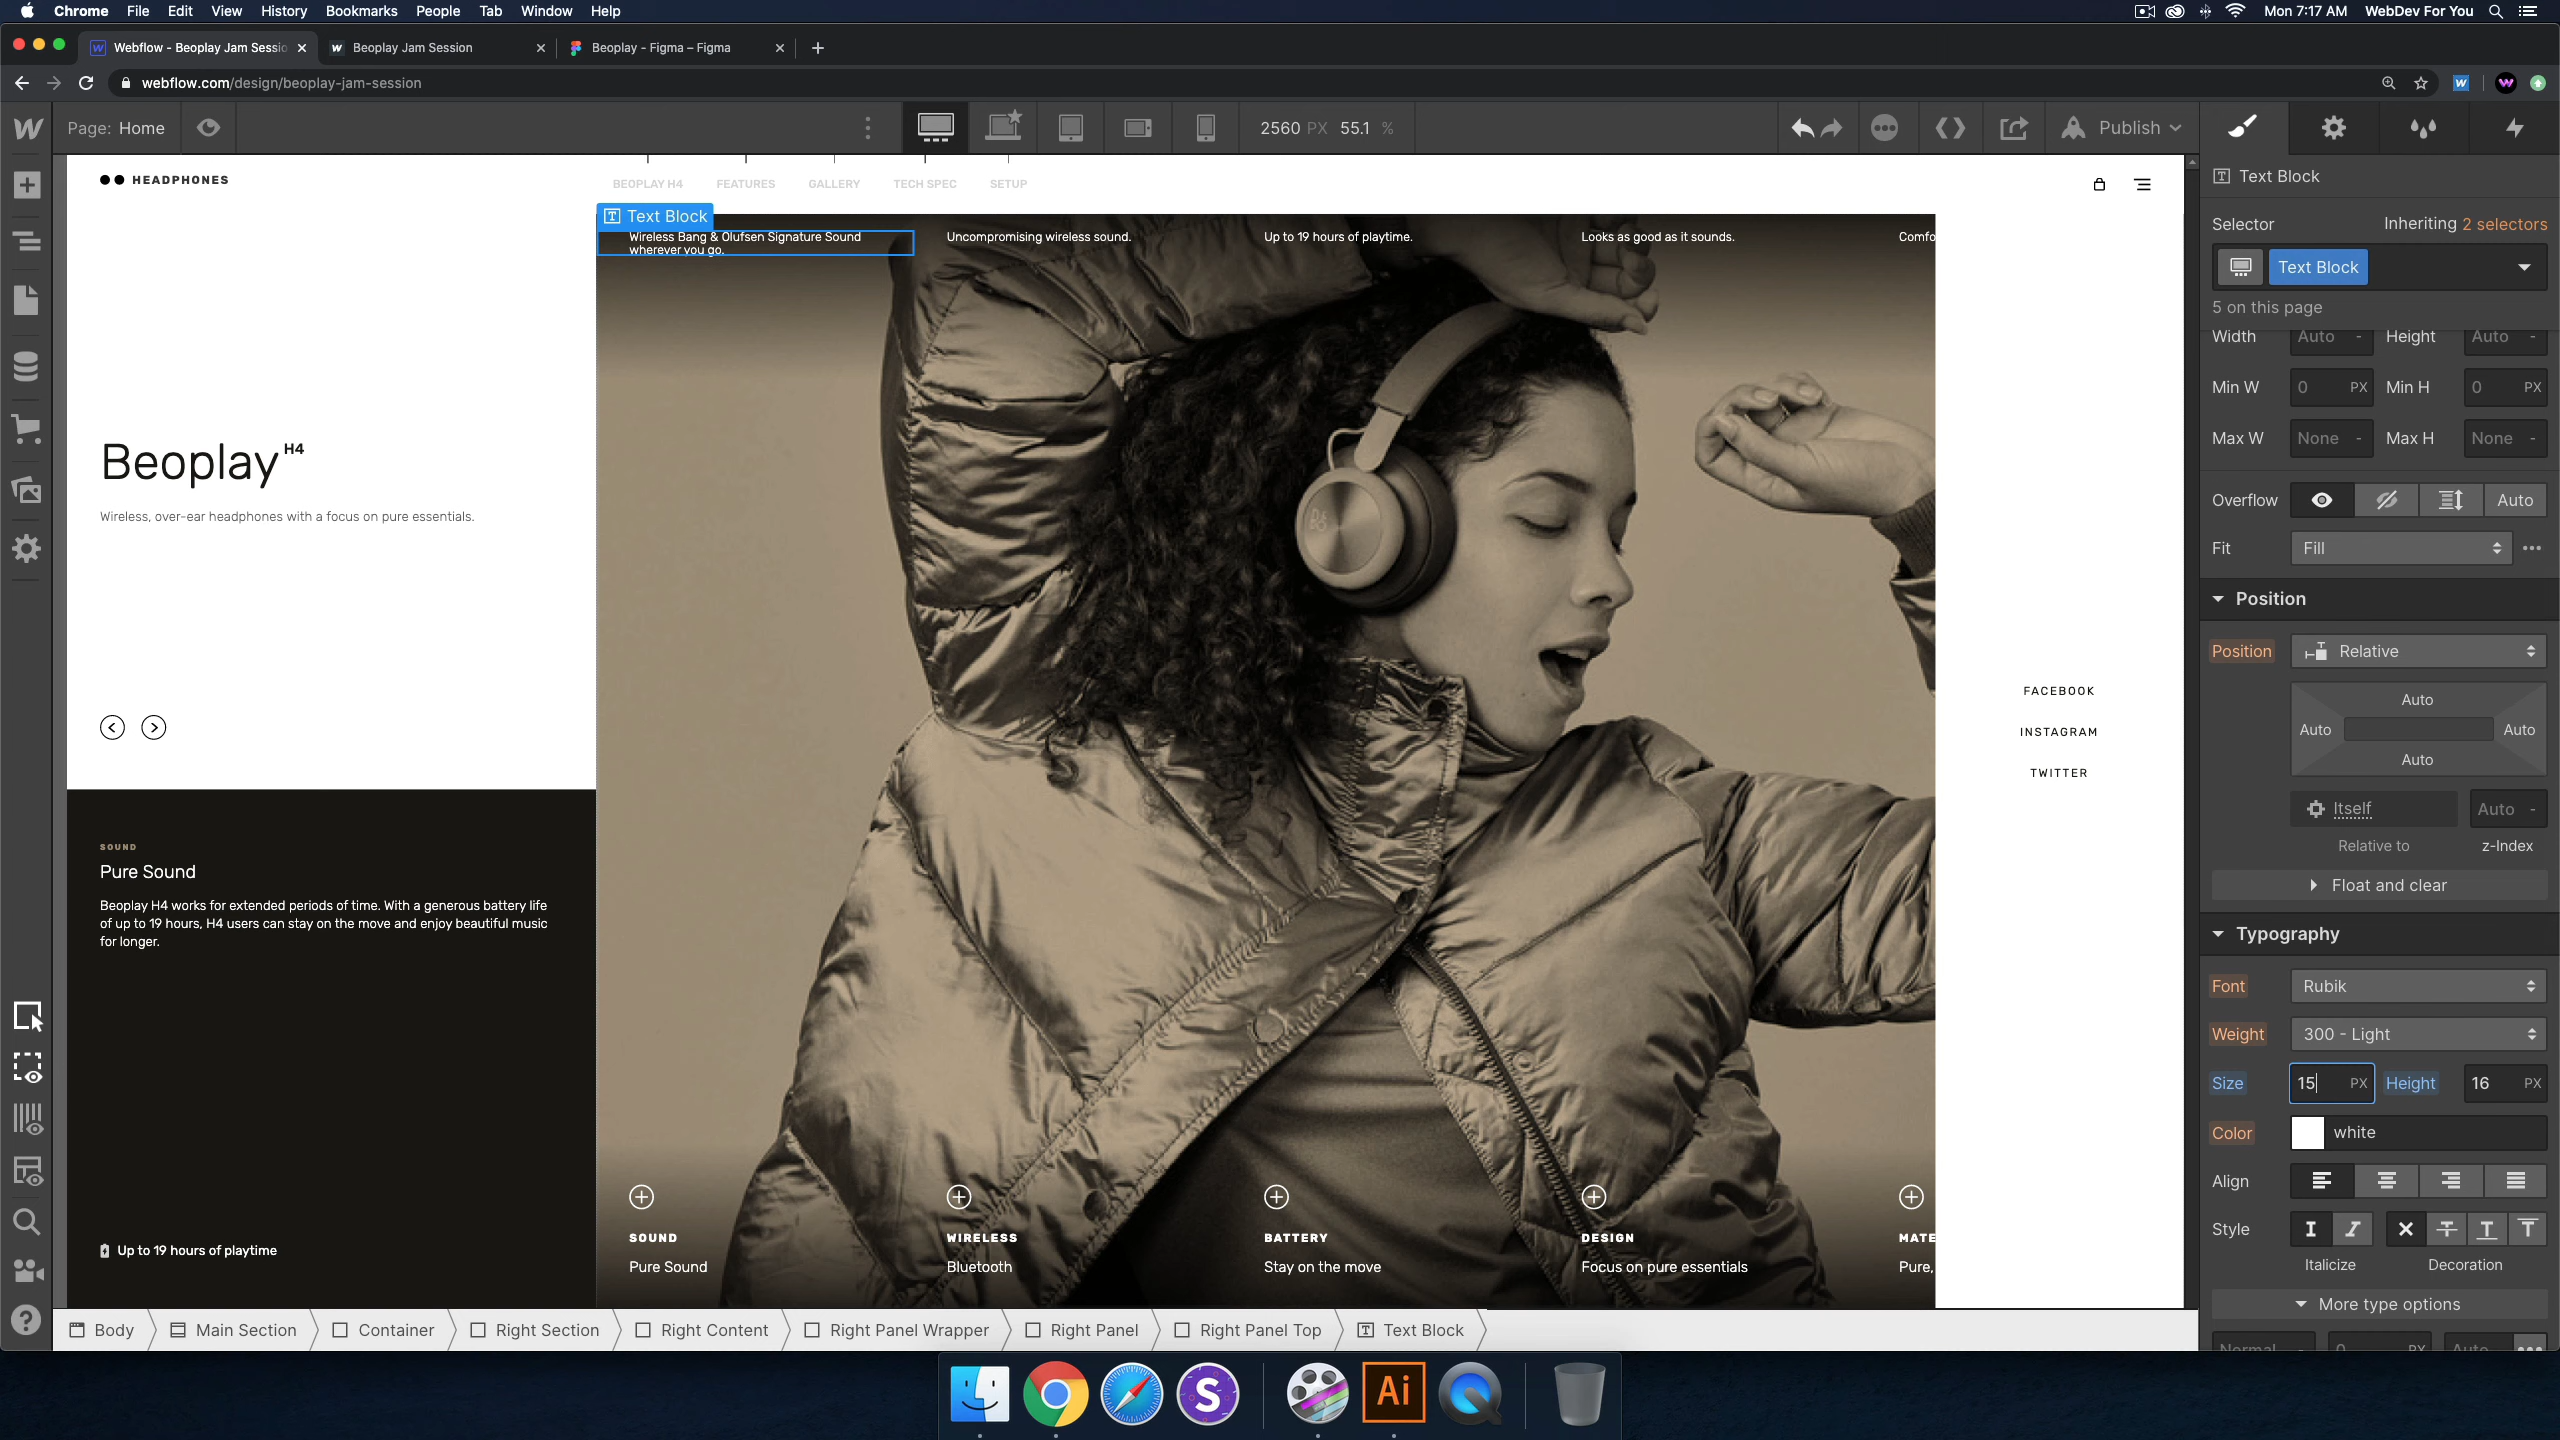 Chrome File Edit View History Bookmarks People Tab Window Help
Mon 7:17 AM WebDev For You
Webflow - Beoplay Jam Sessio
Beoplay Jam Session
Beoplay - Figma – Figma
webflow.com/design/beoplay-jam-session
Page: Home
2560 PX 55.1 %
Publish
HEADPHONES
BEOPLAY H4 FEATURES GALLERY TECH SPEC SETUP
Text Block
Wireless Bang & Olufsen Signature Sound
wherever you go.
Uncompromising wireless sound.
Up to 19 hours of playtime.
Looks as good as it sounds.
Comfo
Beoplay H4
Wireless, over-ear headphones with a focus on pure essentials.
FACEBOOK
INSTAGRAM
TWITTER
SOUND
Pure Sound
Beoplay H4 works for extended periods of time. With a generous battery life
of up to 19 hours, H4 users can stay on the move and enjoy beautiful music
for longer.
Up to 19 hours of playtime
SOUND
Pure Sound
WIRELESS
Bluetooth
BATTERY
Stay on the move
DESIGN
Focus on pure essentials
MATE
Pure,
Body Main Section Container Right Section Right Content Right Panel Wrapper Right Panel Right Panel Top Text Block
Text Block
Selector Inheriting 2 selectors
Text Block
5 on this page
Width Auto - Height Auto -
Min W 0 PX Min H 0 PX
Max W None - Max H None -
Overflow Auto
Fit Fill
Position
Position Relative
Auto
Auto Auto
Auto
Itself Auto -
Relative to z-Index
Float and clear
Typography
Font Rubik
Weight 300 - Light
Size 15 PX Height 16 PX
Color white
Align
Style
Italicize Decoration
More type options
Normal 0 PX Auto
Ai